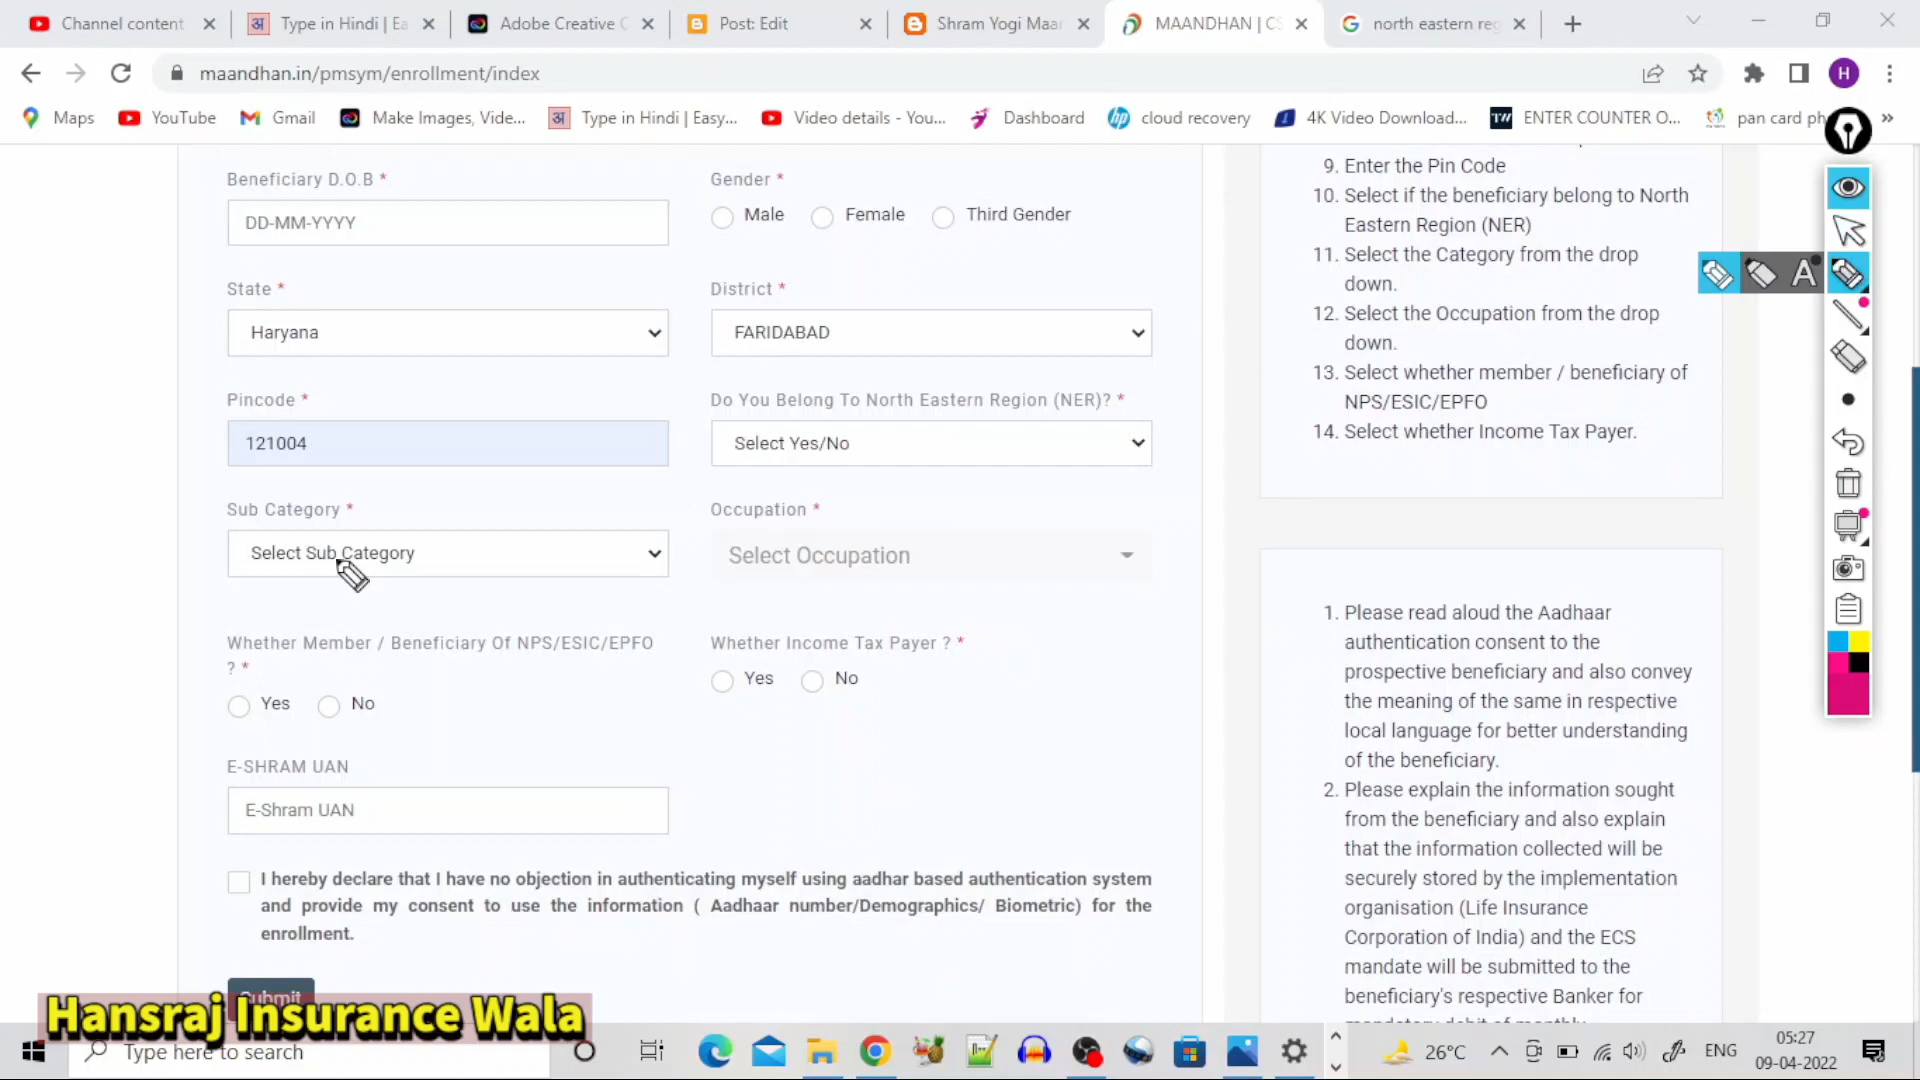 Channel content
Type in Hindi | Ea
Adobe Creative C
Post: Edit
Shram Yogi Maan
MAANDHAN | CS
north eastern reg
maandhan.in/pmsym/enrollment/index
H
Maps
YouTube
Gmail
Make Images, Vide...
Type in Hindi | Easy...
Video details - You...
Dashboard
cloud recovery
4K Video Download...
TW
ENTER COUNTER O...
pan card ph
»
Beneficiary D.O.B *
DD-MM-YYYY
Gender *
Male
Female
Third Gender
State *
Haryana
District *
FARIDABAD
Pincode *
121004
Do You Belong To North Eastern Region (NER)? *
Select Yes/No
Sub Category *
Select Sub Category
Occupation *
Select Occupation
Whether Member / Beneficiary Of NPS/ESIC/EPFO
? *
Yes
No
Whether Income Tax Payer ? *
Yes
No
E-SHRAM UAN
E-Shram UAN
I hereby declare that I have no objection in authenticating myself using aadhar based authentication system
and provide my consent to use the information ( Aadhaar number/Demographics/ Biometric) for the
enrollment.
Submit
9. Enter the Pin Code
10. Select if the beneficiary belong to North
Eastern Region (NER)
11. Select the Category from the drop
down.
12. Select the Occupation from the drop
down.
13. Select whether member / beneficiary of
NPS/ESIC/EPFO
14. Select whether Income Tax Payer.
1. Please read aloud the Aadhaar
authentication consent to the
prospective beneficiary and also convey
the meaning of the same in respective
local language for better understanding
of the beneficiary.
2. Please explain the information sought
from the beneficiary and also explain
that the information collected will be
securely stored by the implementation
organisation (Life Insurance
Corporation of India) and the ECS
mandate will be submitted to the
beneficiary's respective Banker for
A
Hansraj Insurance Wala
Type here to search
26°C
ENG
05:27
09-04-2022